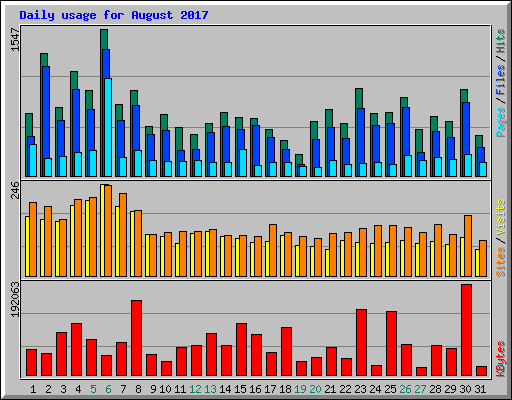 Daily usage for August 2017
1547
Pages / Files / Hits
246
Sites / Visits
192063
KBytes
1 2 3 4 5 6 7 8 9 10 11 12 13 14 15 16 17 18 19 20 21 22 23 24 25 26 27 28 29 30 31